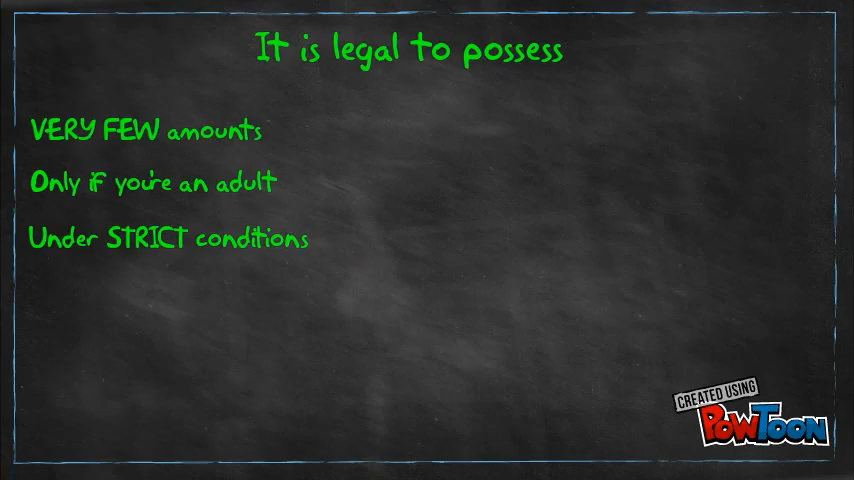 It is legal to possess
VERY FEW amounts
Only if you're an adult
Under STRICT conditions
CREATED USING
POWTOON